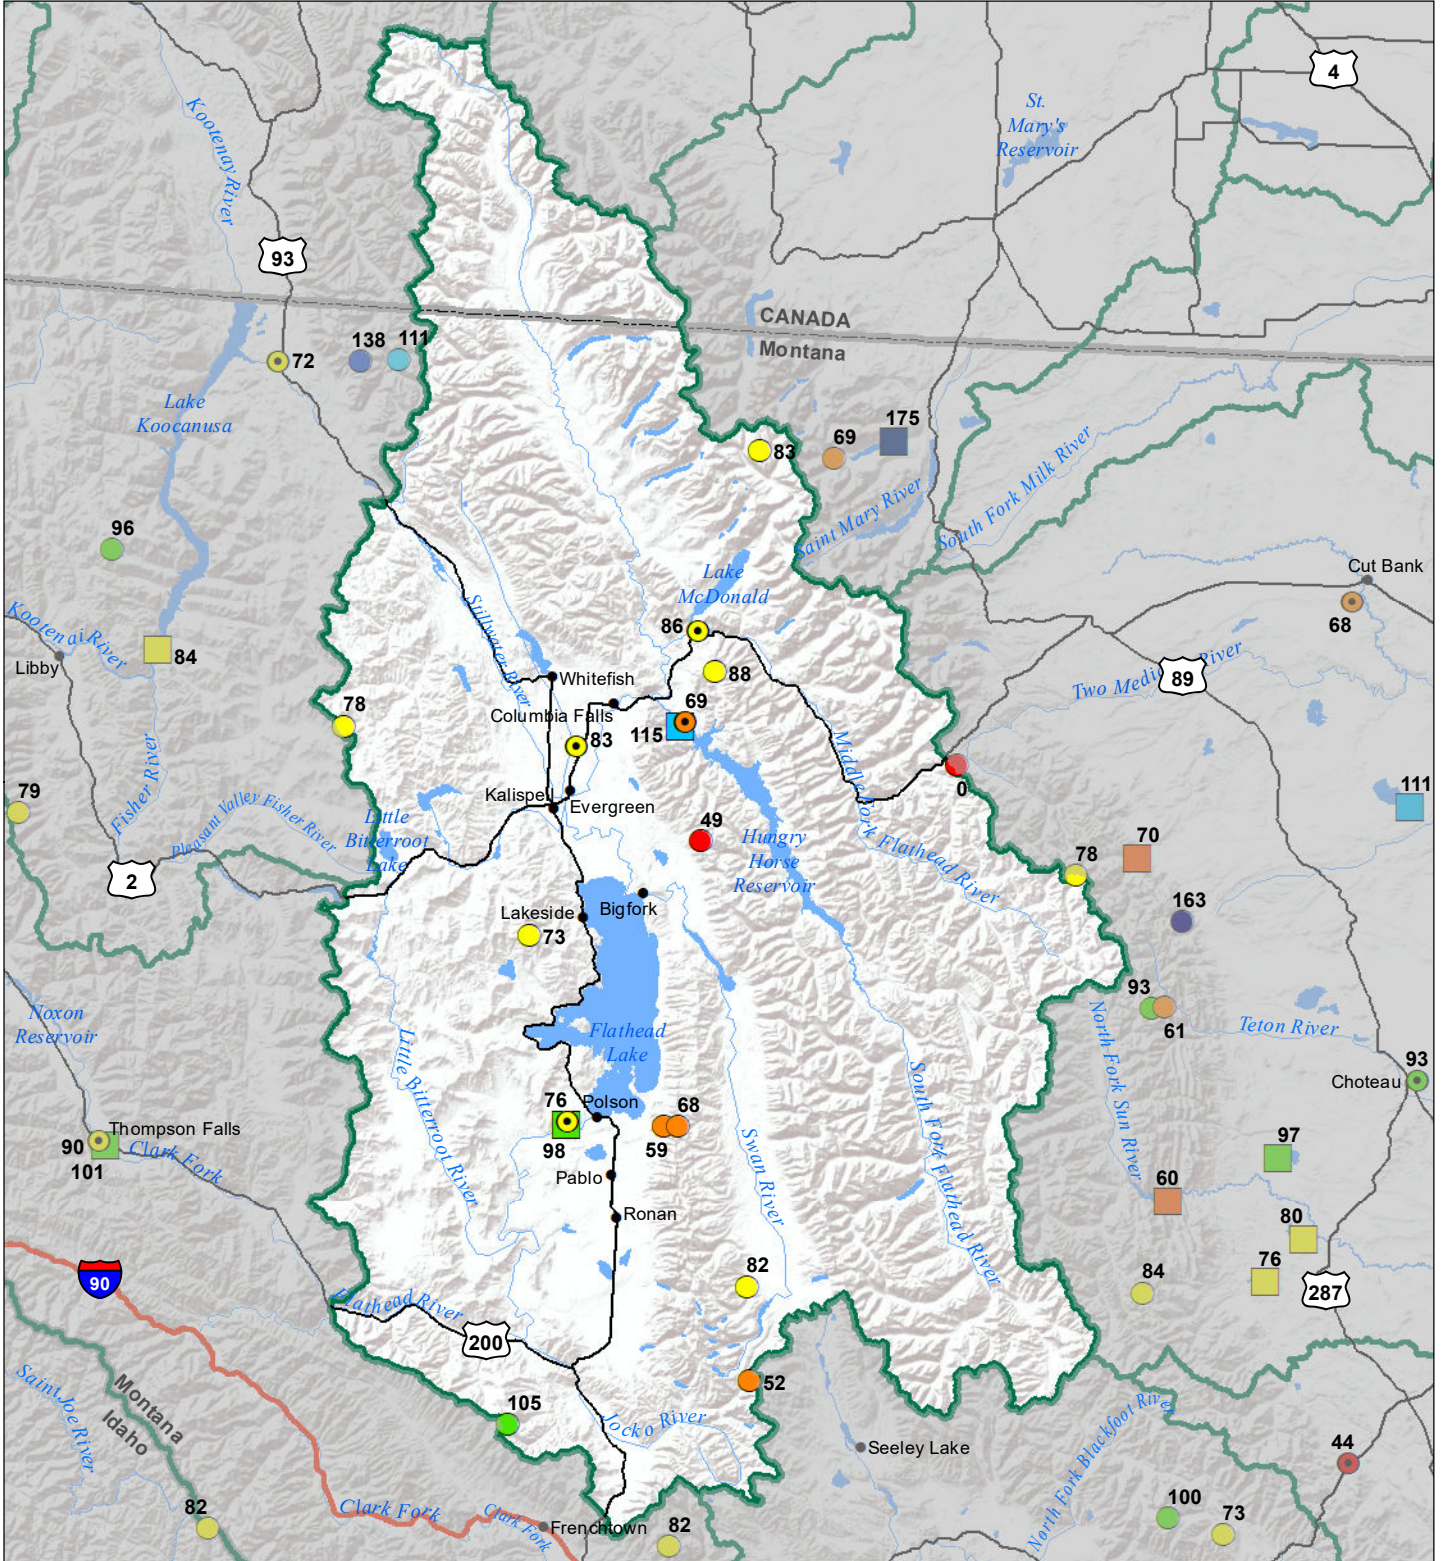 4
St.
Mary's
Reservoir
Kootenay River
93
CANADA
Montana
138
111
72
Lake
Koocanusa
175
69
83
South Fork Milk River
Saint Mary River
96
Cut Bank
68
Lake
McDonald
86
Kootenai River
Libby
84
Stillwater River
88
Whitefish
Two Medicine River
89
78
Columbia Falls
69
115
83
Middle Fork Flathead River
0
79
Fisher River
Pleasant Valley Fisher River
Kalispell
Evergreen
111
Little
Bitterroot
Lake
49
Hungry
Horse
Reservoir
70
78
2
163
Lakeside
Bigfork
73
93
61
Noxon
Reservoir
Flathead
Lake
Teton River
North Fork Sun River
Little Bitterroot River
93
Choteau
South Fork Flathead River
76
Polson
68
59
98
Thompson Falls
90
101
Clark Fork
Swan River
97
Pablo
60
Ronan
80
76
84
82
90
287
Flathead River
200
52
Saint Joe River
Montana
Idaho
105
Jocko River
Seeley Lake
North Fork Blackfoot River
44
82
Clark Fork
Clark Fork
Frenchtown
82
100
73